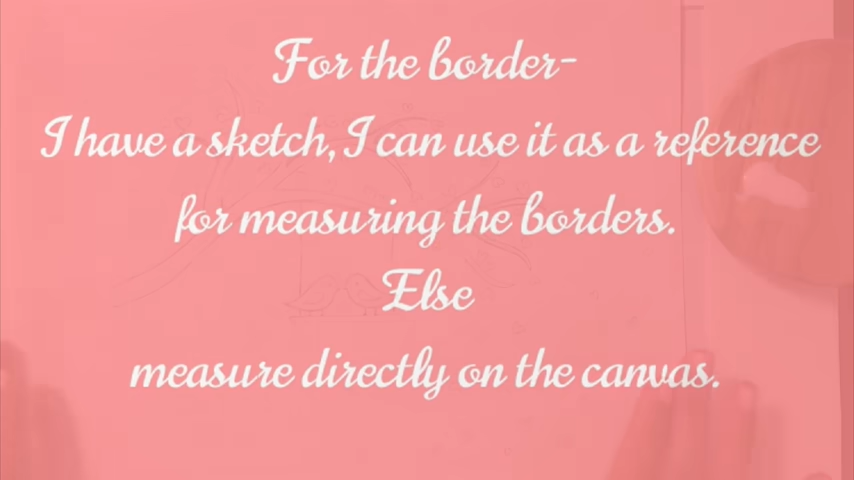 For the border-
I have a sketch, I can use it as a reference
for measuring the borders.
Else
measure directly on the canvas.